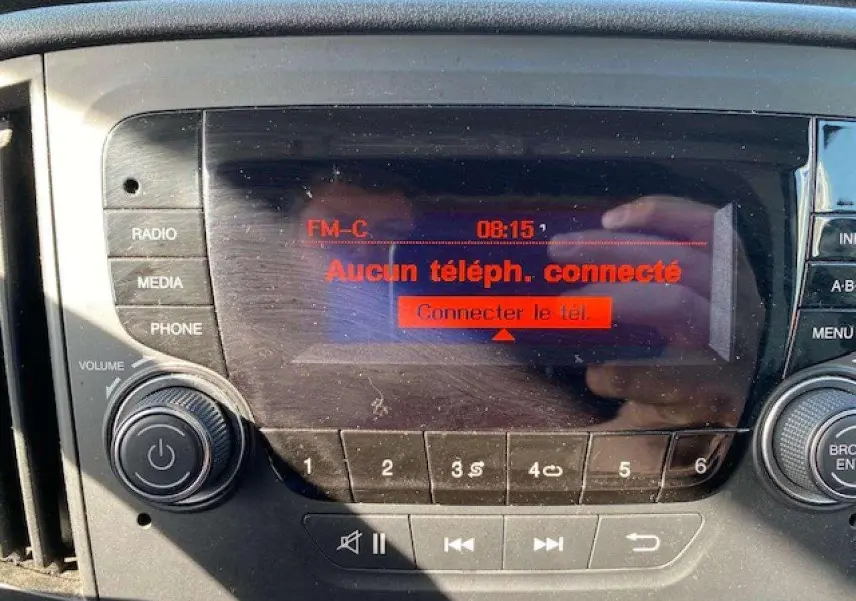 FM-C 08:15
Aucun téléph. connecté
Connecter le tél.
RADIO
MEDIA
PHONE
VOLUME
MENU
1 2 3 4 5 6